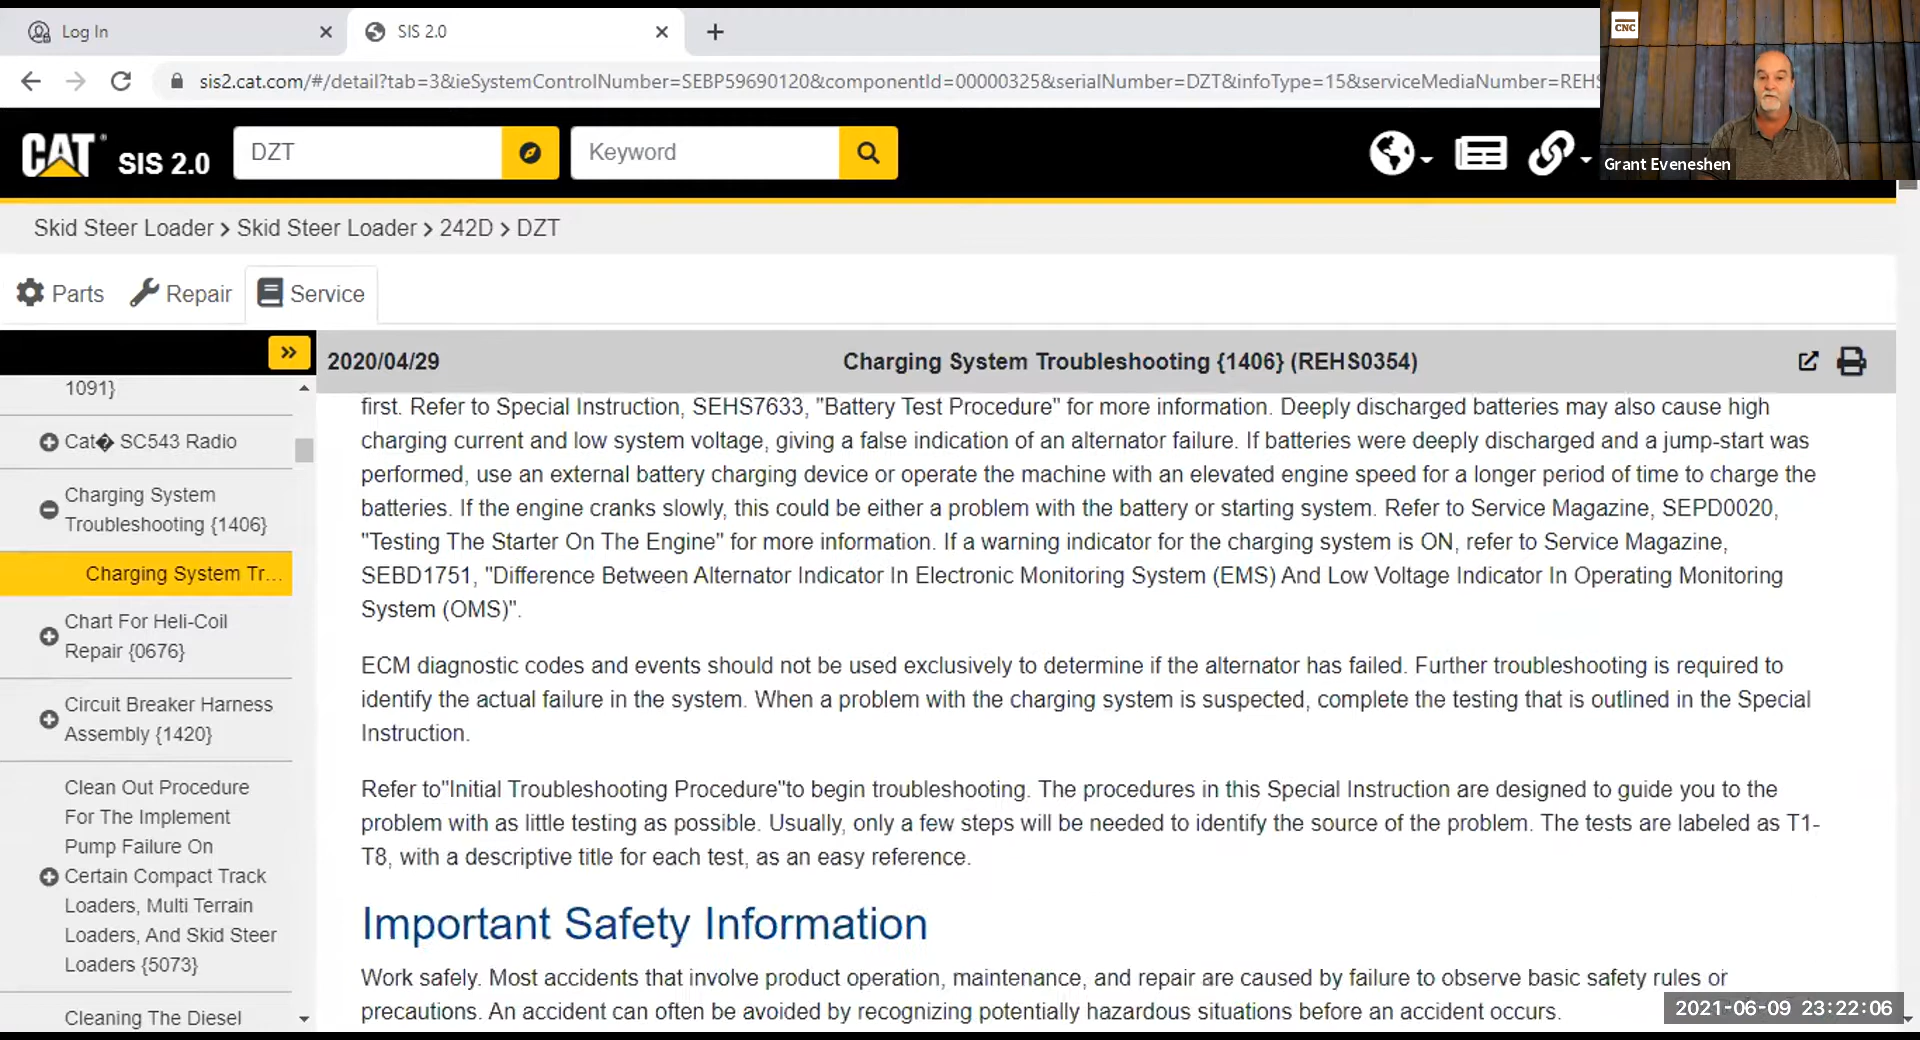 Log In
SIS 2.0
sis2.cat.com/#/detail?tab=3&ieSystemControlNumber=SEBP59690120&componentId=00000325&serialNumber=DZT&infoType=15&serviceMediaNumber=REHS
CNC
Grant Eveneshen
CAT SIS 2.0
DZT
Keyword
Skid Steer Loader > Skid Steer Loader > 242D > DZT
Parts
Repair
Service
»
1091}
Cat� SC543 Radio
Charging System
Troubleshooting {1406}
Charging System Tr...
Chart For Heli-Coil
Repair {0676}
Circuit Breaker Harness
Assembly {1420}
Clean Out Procedure
For The Implement
Pump Failure On
Certain Compact Track
Loaders, Multi Terrain
Loaders, And Skid Steer
Loaders {5073}
Cleaning The Diesel
2020/04/29
Charging System Troubleshooting {1406} (REHS0354)
first. Refer to Special Instruction, SEHS7633, "Battery Test Procedure" for more information. Deeply discharged batteries may also cause high
charging current and low system voltage, giving a false indication of an alternator failure. If batteries were deeply discharged and a jump-start was
performed, use an external battery charging device or operate the machine with an elevated engine speed for a longer period of time to charge the
batteries. If the engine cranks slowly, this could be either a problem with the battery or starting system. Refer to Service Magazine, SEPD0020,
"Testing The Starter On The Engine" for more information. If a warning indicator for the charging system is ON, refer to Service Magazine,
SEBD1751, "Difference Between Alternator Indicator In Electronic Monitoring System (EMS) And Low Voltage Indicator In Operating Monitoring
System (OMS)".
ECM diagnostic codes and events should not be used exclusively to determine if the alternator has failed. Further troubleshooting is required to
identify the actual failure in the system. When a problem with the charging system is suspected, complete the testing that is outlined in the Special
Instruction.
Refer to"Initial Troubleshooting Procedure"to begin troubleshooting. The procedures in this Special Instruction are designed to guide you to the
problem with as little testing as possible. Usually, only a few steps will be needed to identify the source of the problem. The tests are labeled as T1-
T8, with a descriptive title for each test, as an easy reference.
Important Safety Information
Work safely. Most accidents that involve product operation, maintenance, and repair are caused by failure to observe basic safety rules or
precautions. An accident can often be avoided by recognizing potentially hazardous situations before an accident occurs.
2021-06-09 23:22:06